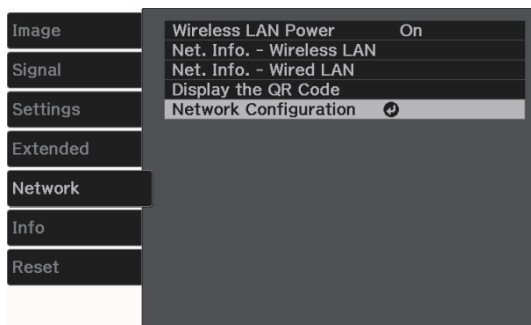 Image
Signal
Settings
Extended
Network
Info
Reset
Wireless LAN Power On
Net. Info. - Wireless LAN
Net. Info. - Wired LAN
Display the QR Code
Network Configuration